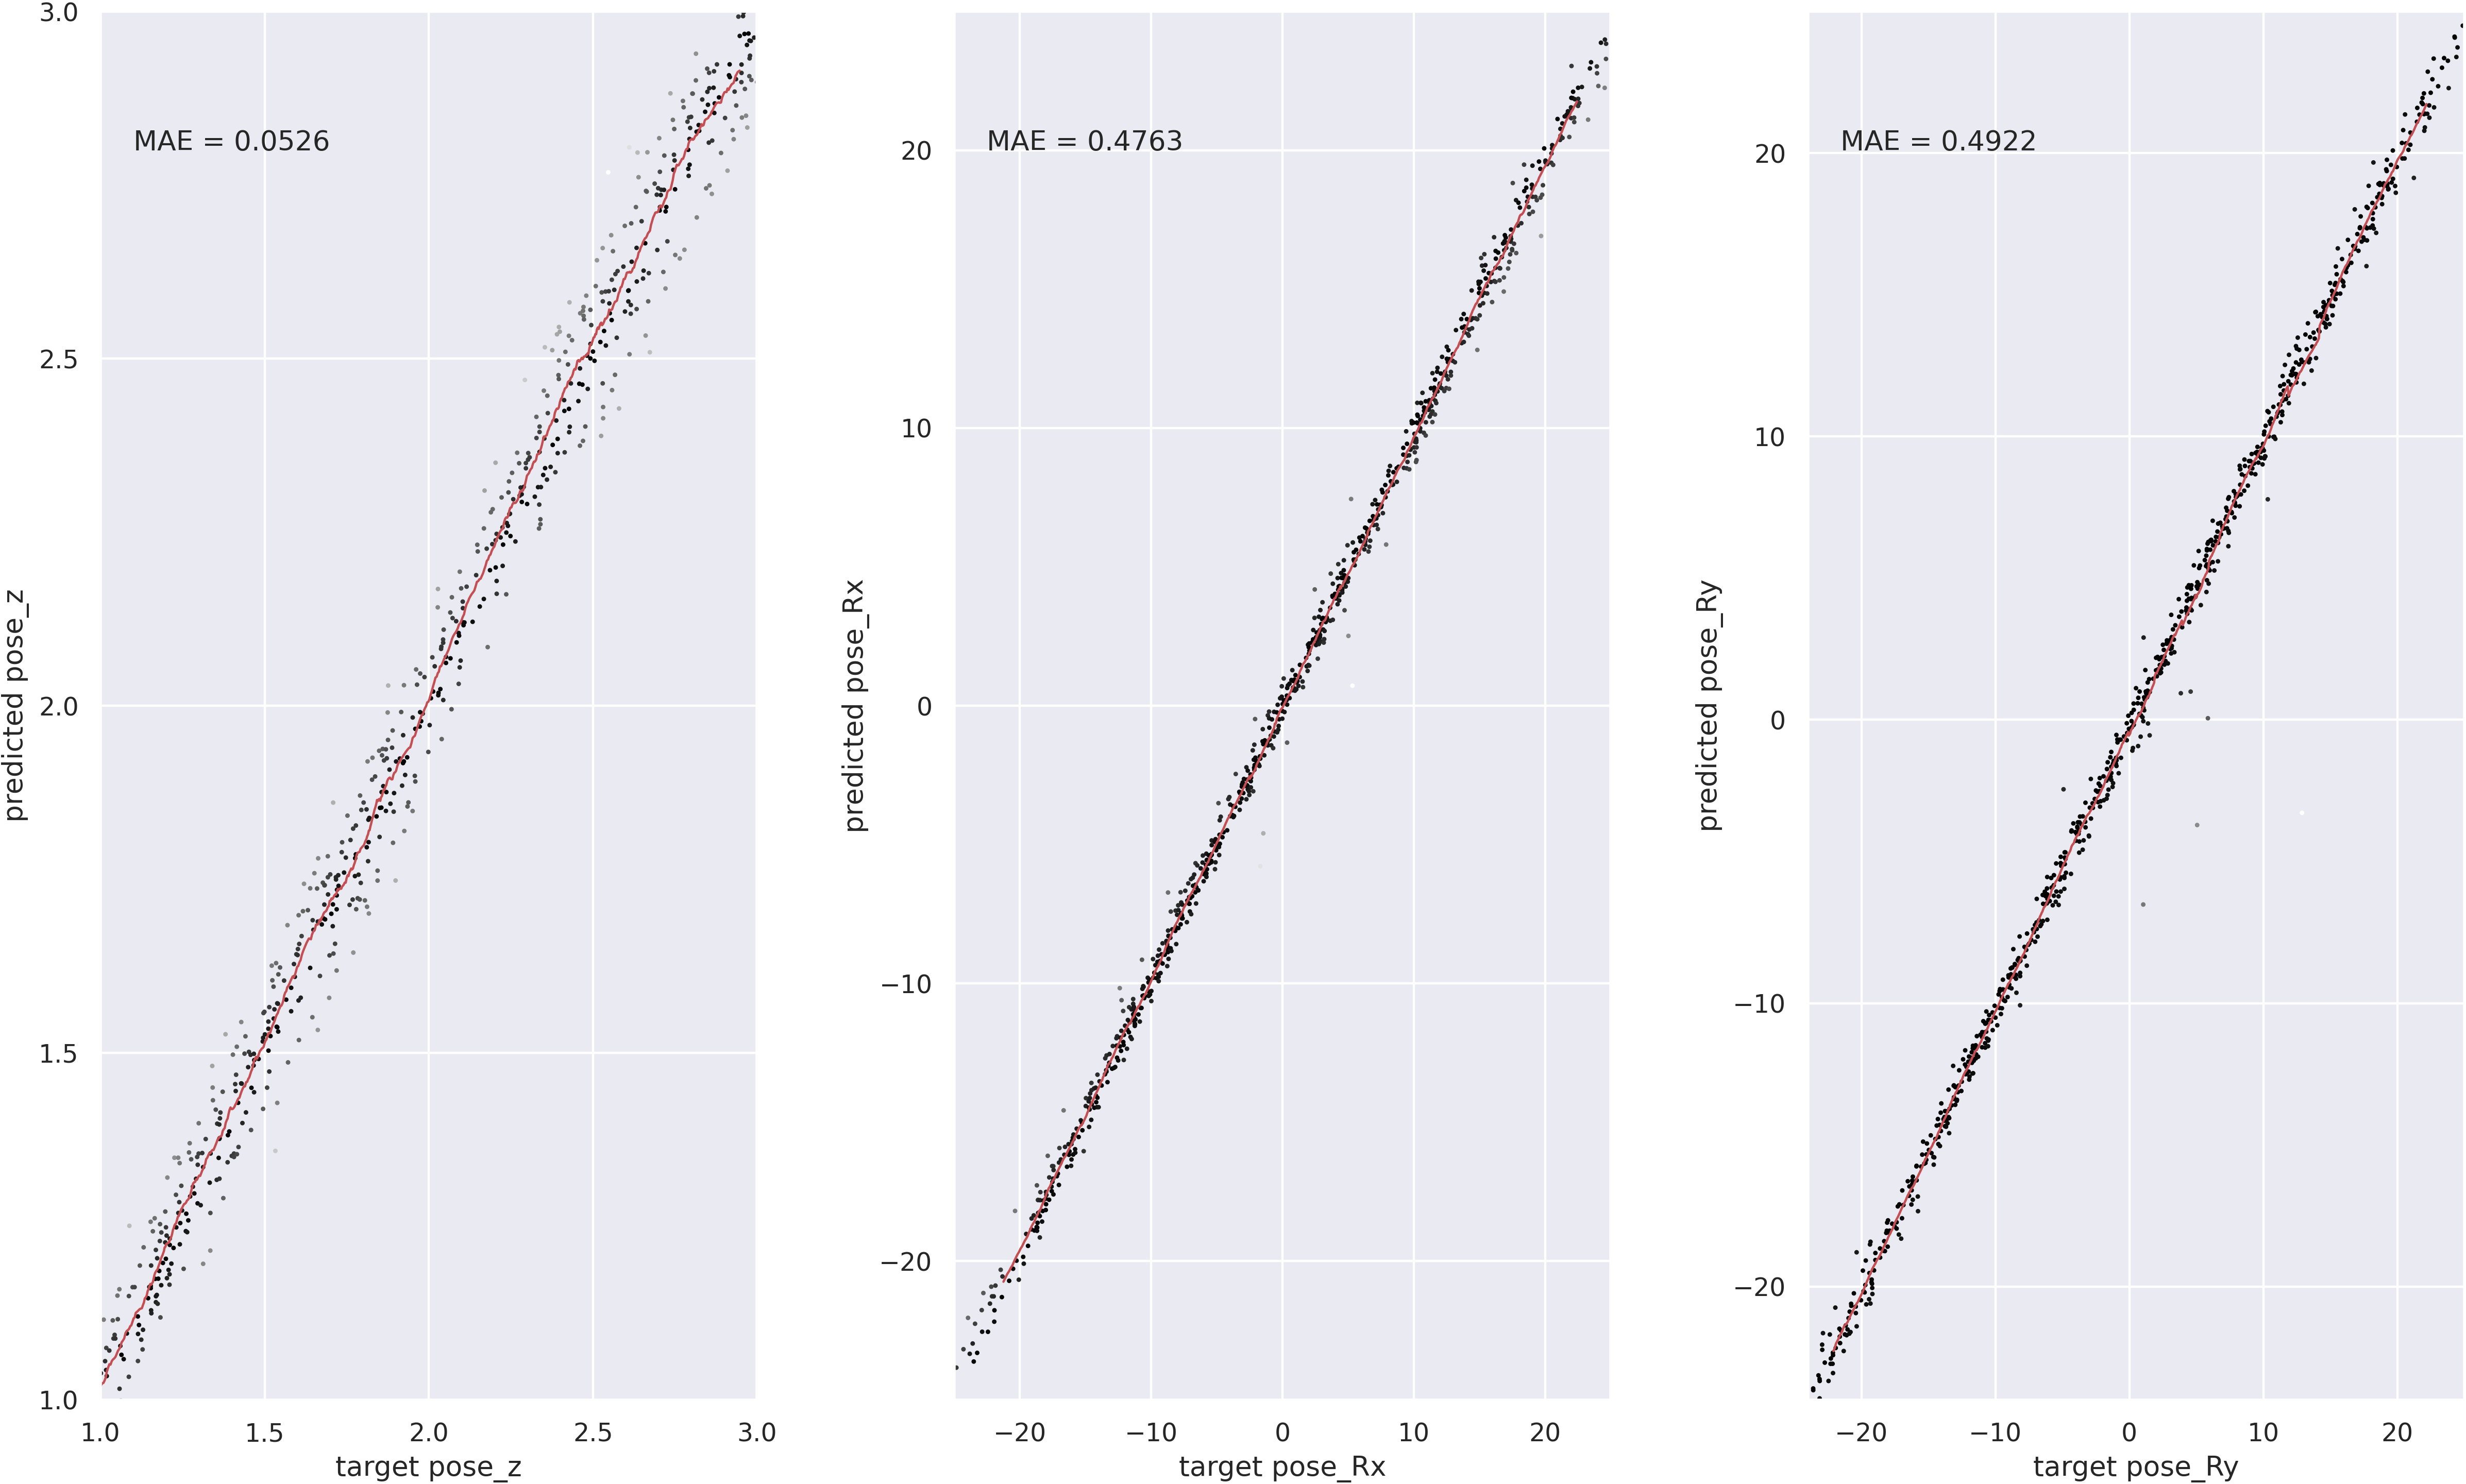 3.0
2.5
2.0
1.5
1.0
predicted pose_z
MAE = 0.0526
1.0 1.5 2.0 2.5 3.0
target pose_z
20
10
0
−10
−20
predicted pose_Rx
MAE = 0.4763
−20 −10 0 10 20
target pose_Rx
20
10
0
−10
−20
predicted pose_Ry
MAE = 0.4922
−20 −10 0 10 20
target pose_Ry